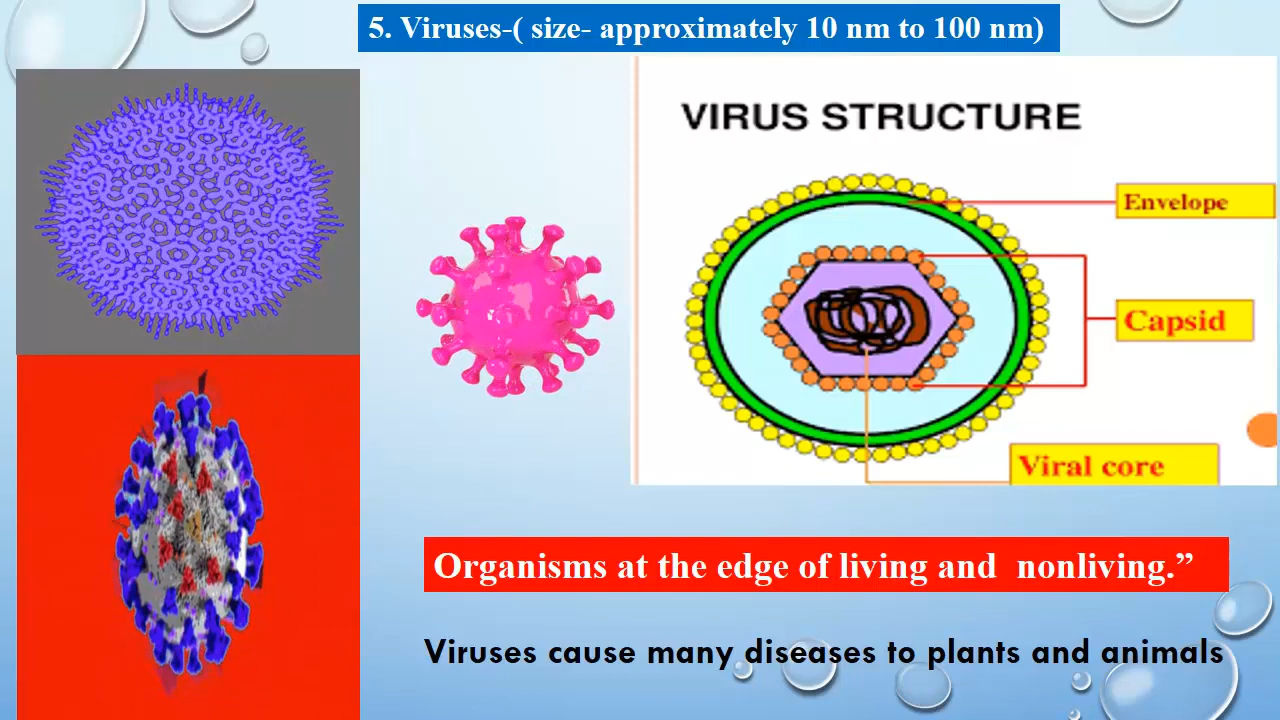 5. Viruses-( size- approximately 10 nm to 100 nm)
VIRUS STRUCTURE
Envelope
Capsid
Viral core
Organisms at the edge of living and nonliving.”
Viruses cause many diseases to plants and animals